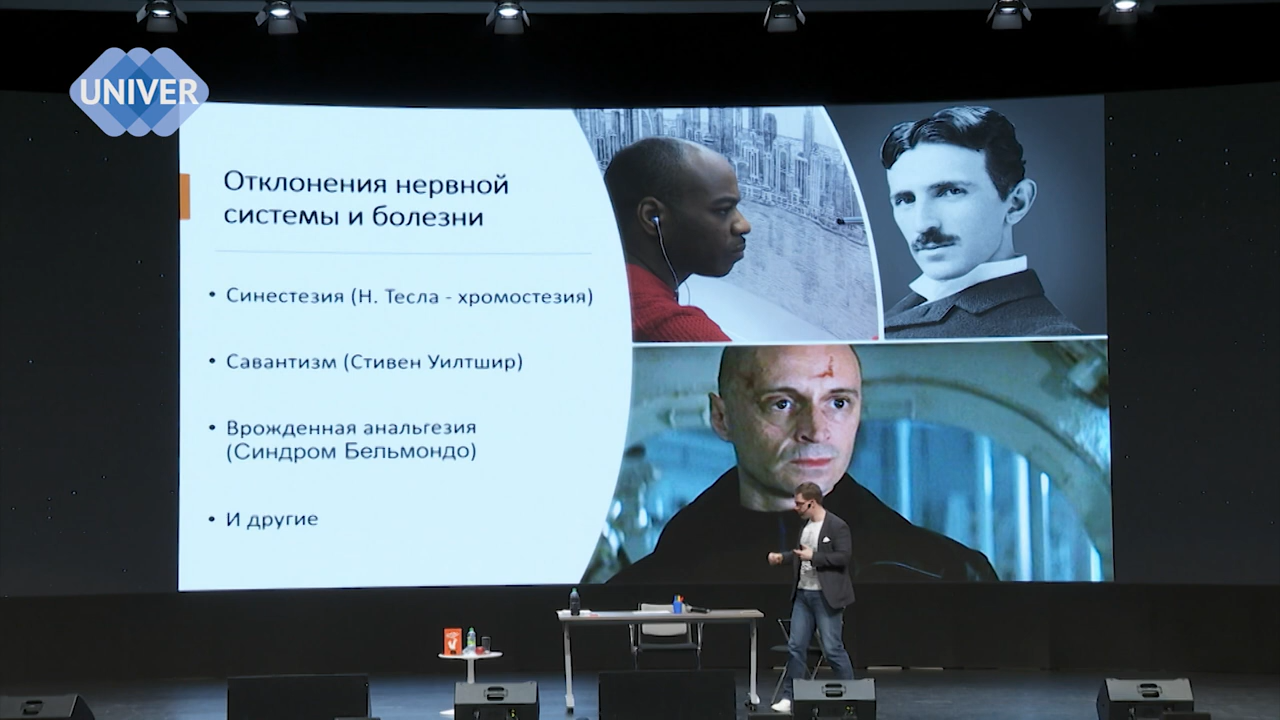 UNIVER
Отклонения нервной
системы и болезни
• Синестезия (Н. Тесла - хромостезия)
• Савантизм (Стивен Уилтшир)
• Врожденная анальгезия
(Синдром Бельмондо)
• И другие